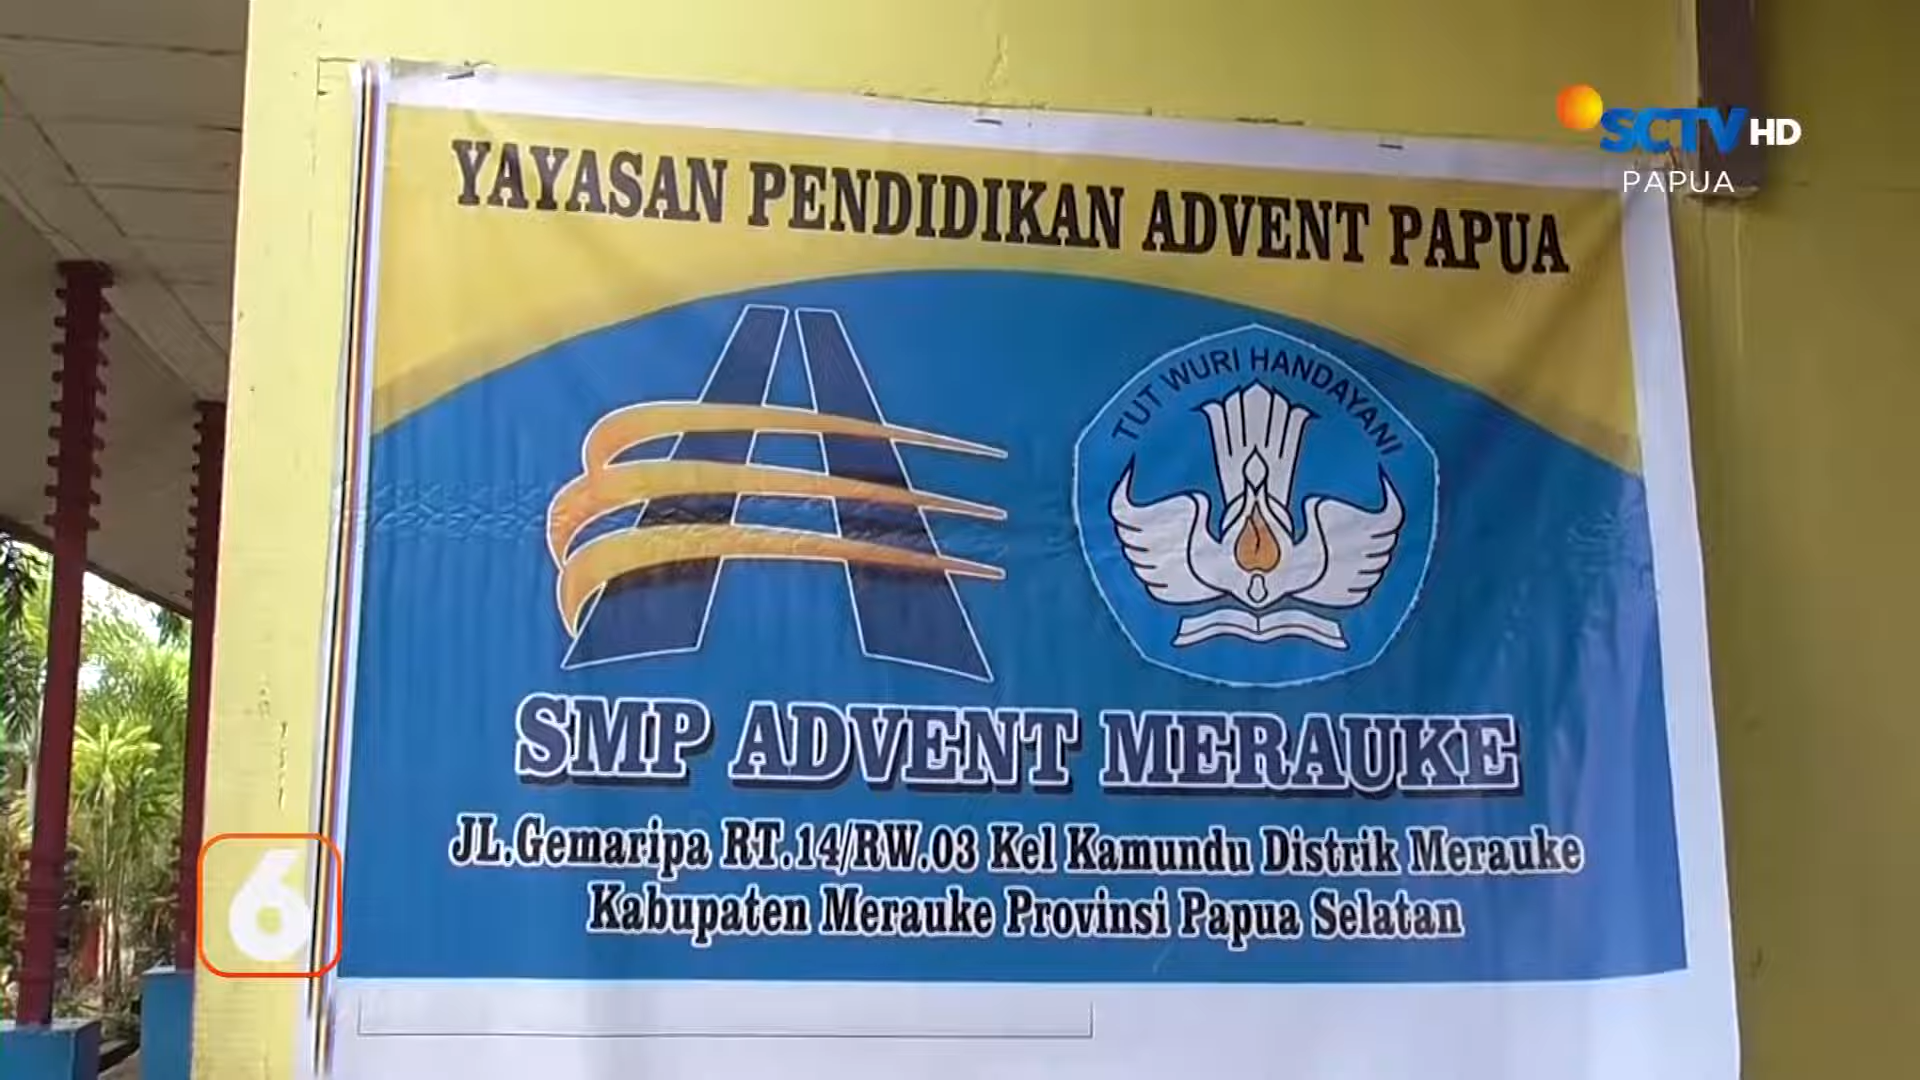 SCTV HD
PAPUA
YAYASAN PENDIDIKAN ADVENT PAPUA
TUT WURI HANDAYANI
SMP ADVENT MERAUKE
JL.Gemaripa RT.14/RW.03 Kel Kamundu Distrik Merauke
Kabupaten Merauke Provinsi Papua Selatan
6